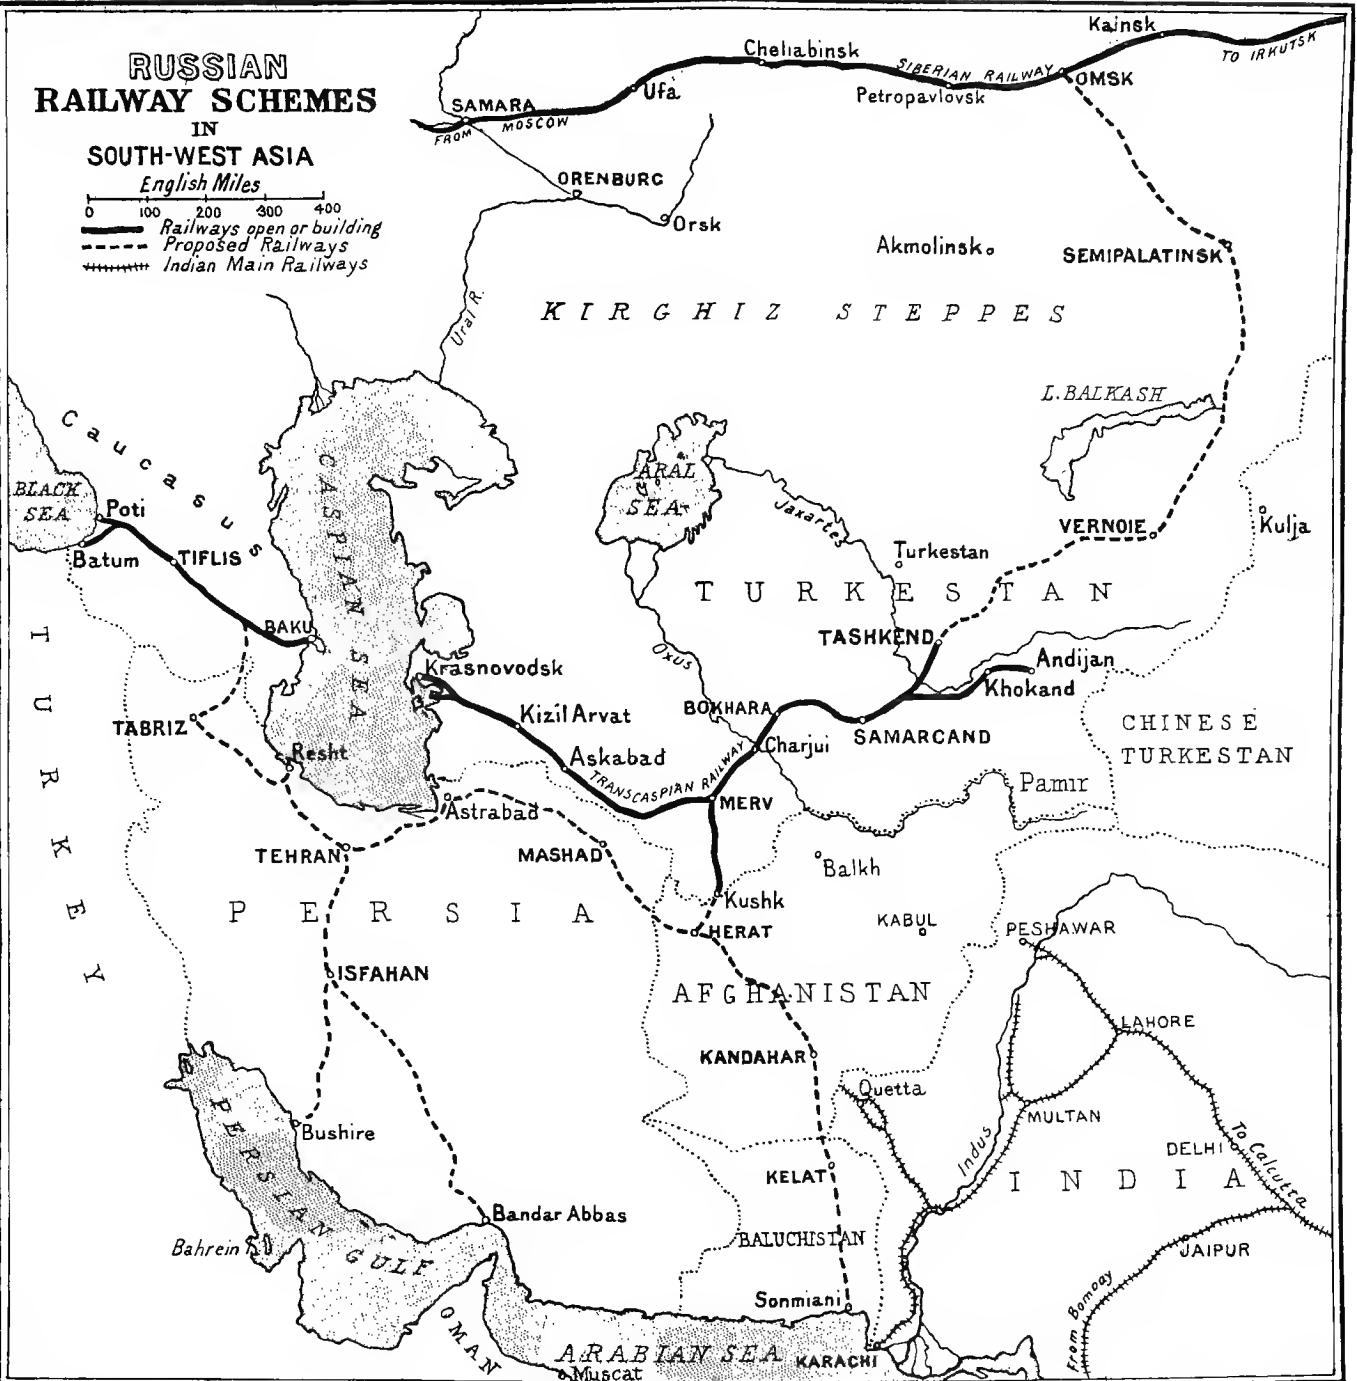 RUSSIAN
RAILWAY SCHEMES
IN
SOUTH-WEST ASIA
English Miles
0 100 200 300 400
Railways open or building
Proposed Railways
Indian Main Railways
Kainsk
TO IRKUTSK
Cheliabinsk
SIBERIAN RAILWAY
OMSK
Ufa
Petropavlovsk
SAMARA
FROM MOSCOW
ORENBURG
Orsk
Akmolinsk
SEMIPALATINSK
KIRGHIZ STEPPES
Ural R.
L. BALKASH
Caucasus
CASPIAN SEA
ARAL
SEA
BLACK
SEA
Poti
Batum
TIFLIS
BAKU
Jaxartes
VERNOIE
Kulja
Turkestan
TURKESTAN
TASHKEND
Oxus
Andijan
Khokand
Krasnovodsk
BOKHARA
Kizil Arvat
SAMARCAND
CHINESE
TURKESTAN
TABRIZ
Resht
Askabad
Charjui
TRANSCASPIAN RAILWAY
Pamir
MERV
Astrabad
TEHRAN
MASHAD
Balkh
TURKEY
PERSIA
Kushk
HERAT
KABUL
PESHAWAR
ISFAHAN
AFGHANISTAN
LAHORE
KANDAHAR
Quetta
MULTAN
Bushire
PERSIAN GULF
Indus
DELHI
To Calcutta
KELAT
INDIA
Bandar Abbas
Bahrein
BALUCHISTAN
JAIPUR
Sonmiani
From Bomoay
OMAN
ARABIAN SEA
KARACHI
Muscat